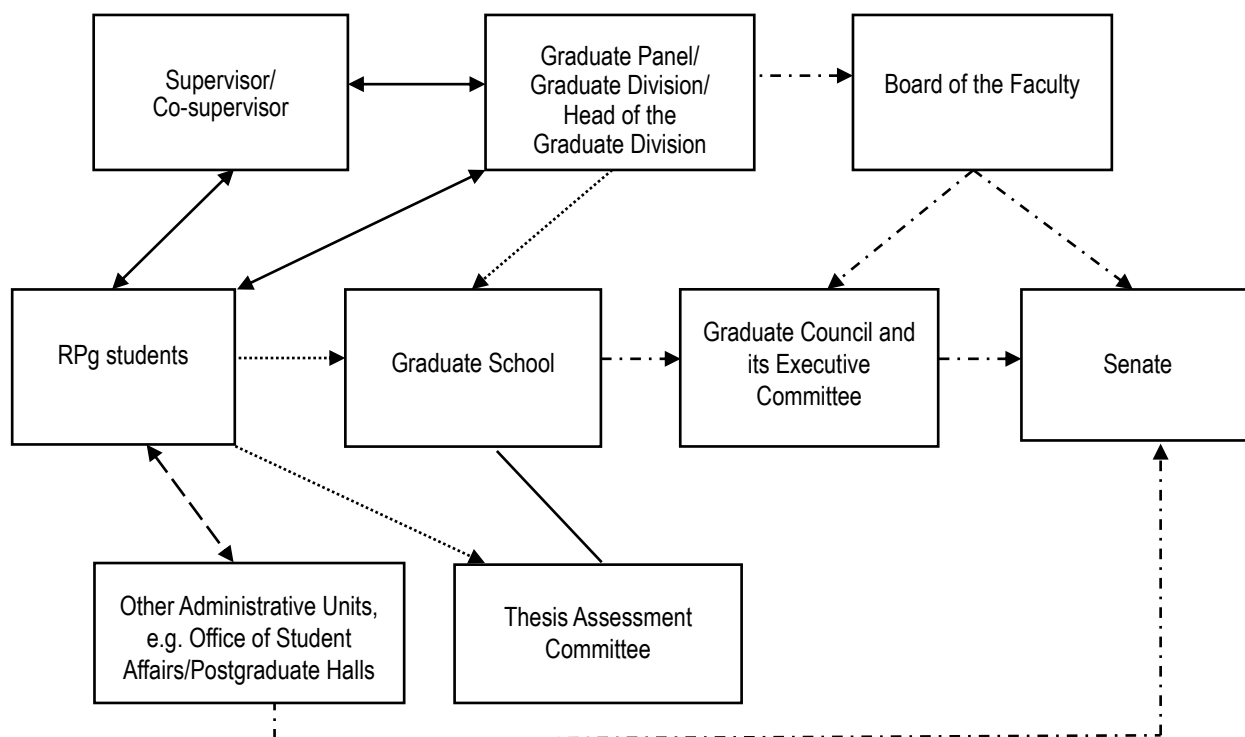 Supervisor/
Co-supervisor
Graduate Panel/
Graduate Division/
Head of the
Graduate Division
Board of the Faculty
RPg students
Graduate School
Graduate Council and
its Executive
Committee
Senate
Other Administrative Units,
e.g. Office of Student
Affairs/Postgraduate Halls
Thesis Assessment
Committee